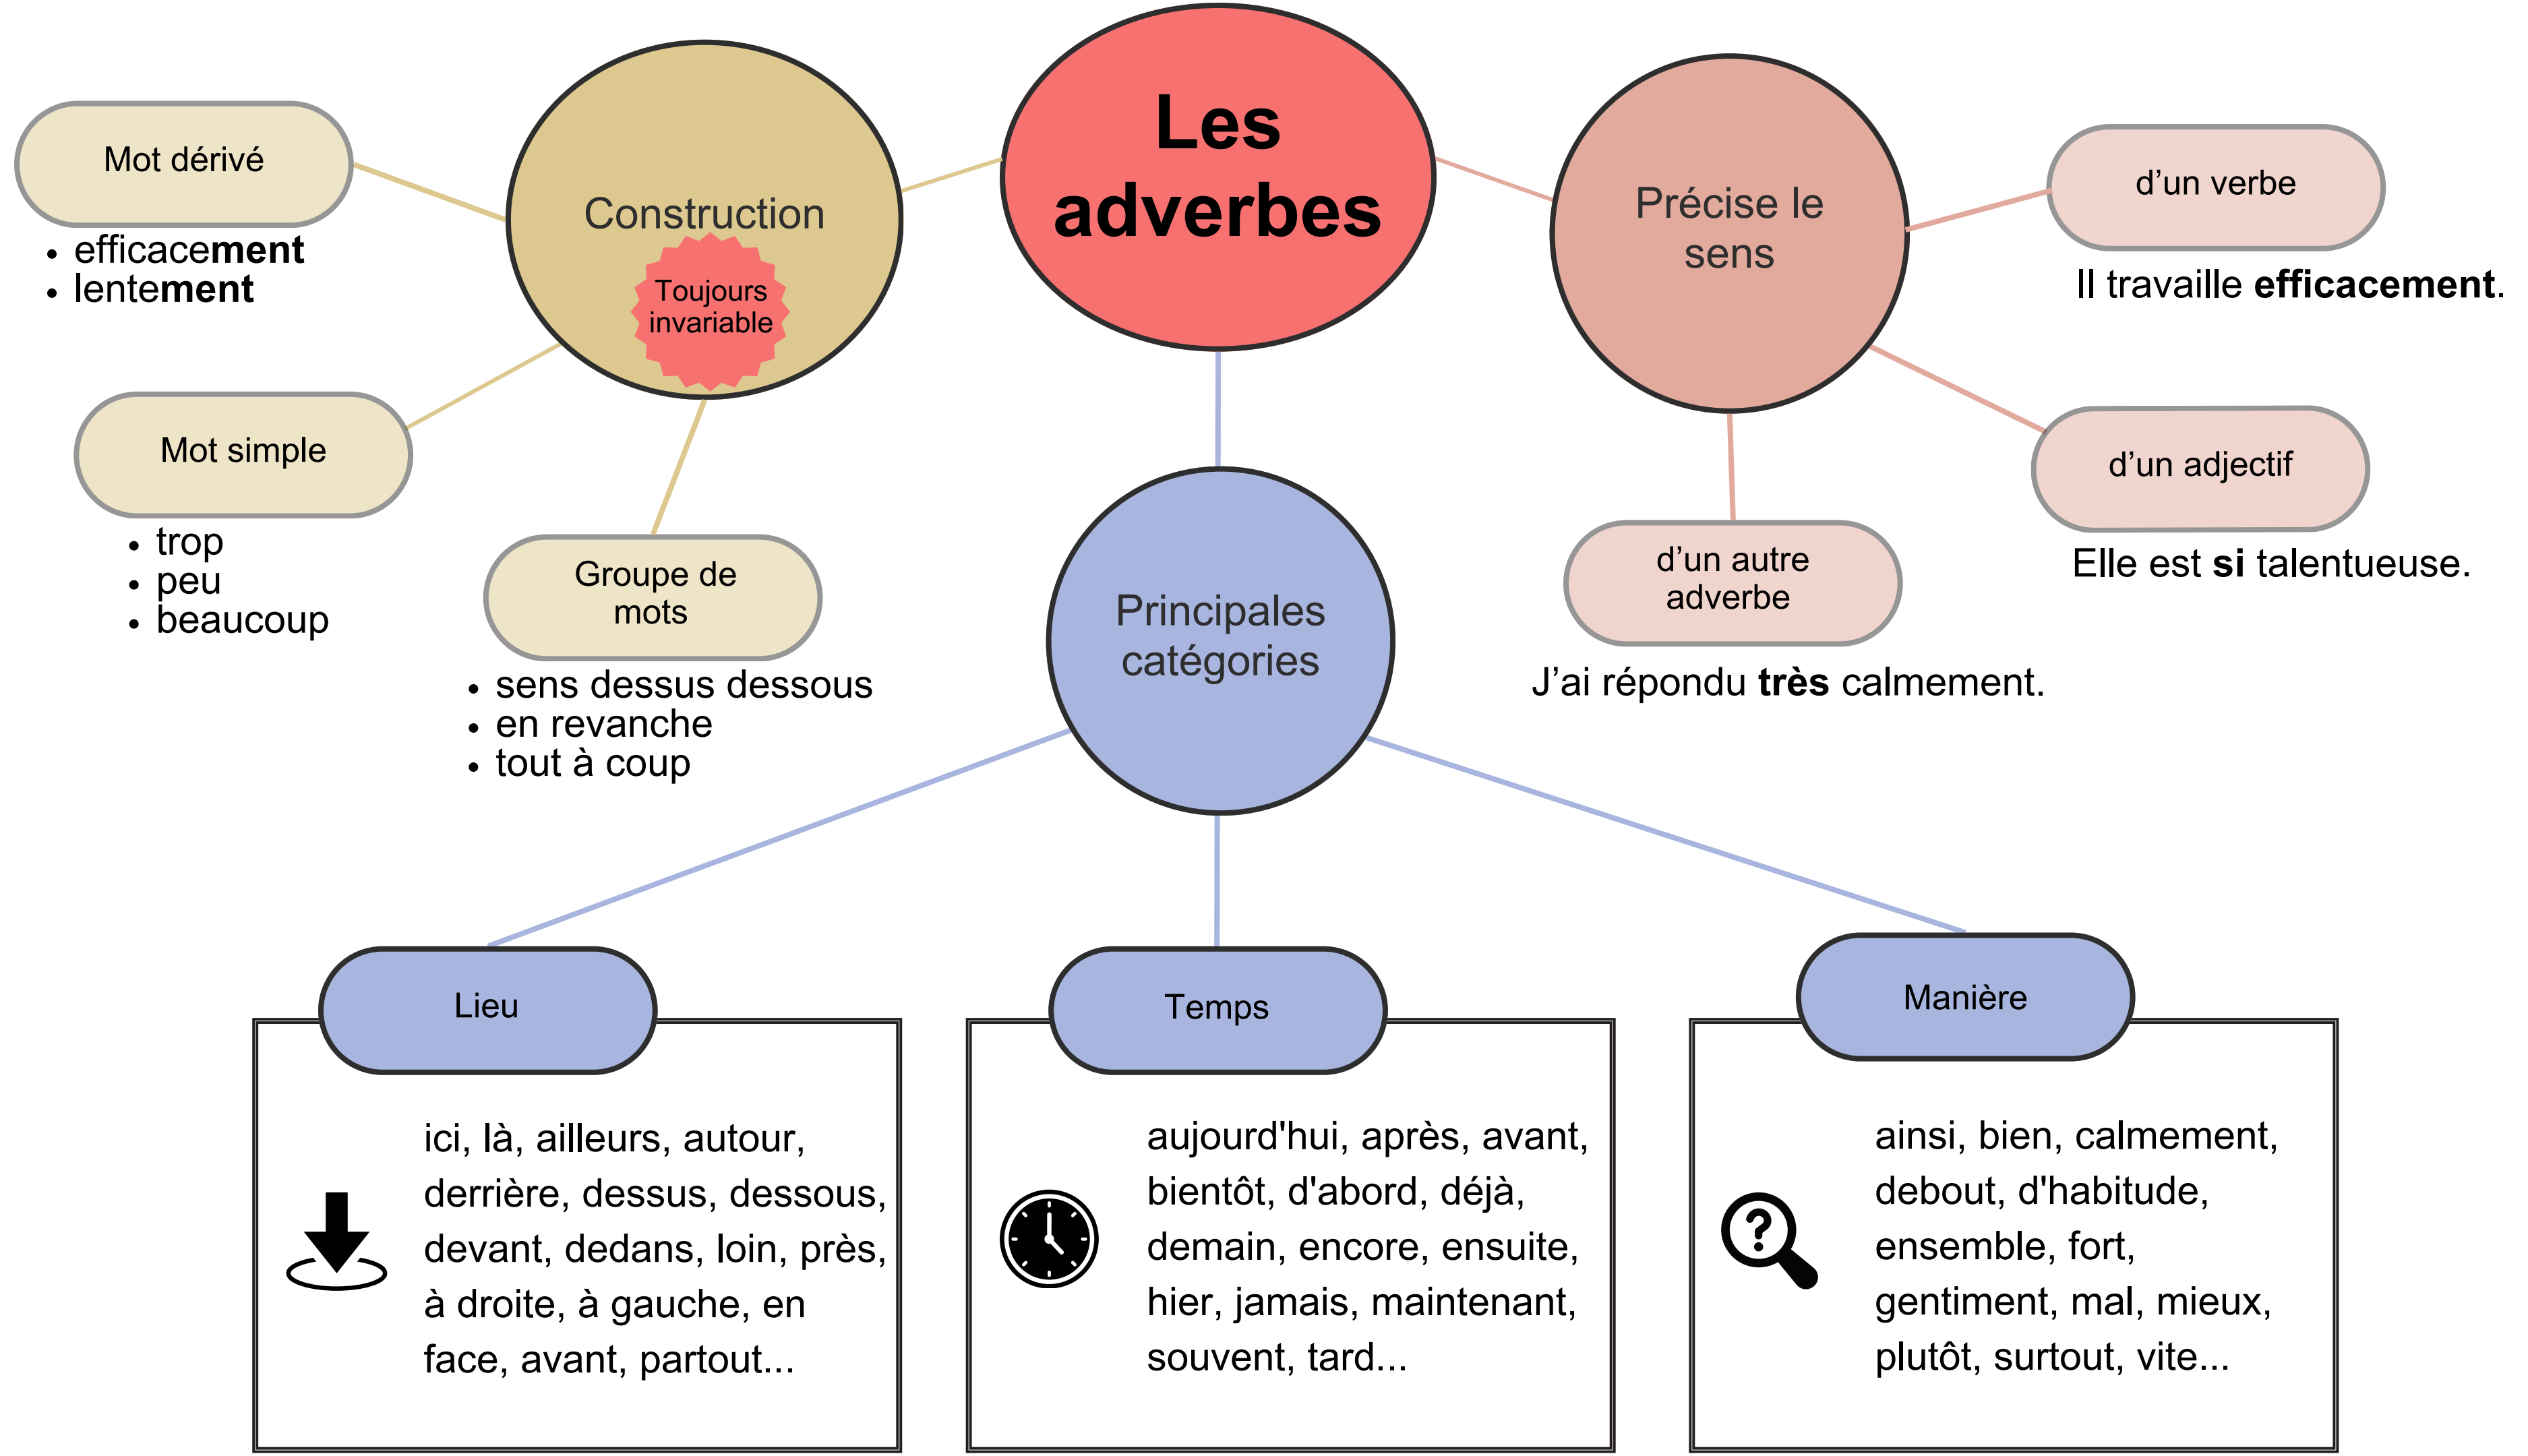 Les
adverbes
Construction
Toujours
invariable
Mot dérivé
• efficacement
• lentement
Mot simple
• trop
• peu
• beaucoup
Groupe de
mots
• sens dessus dessous
• en revanche
• tout à coup
Précise le
sens
d’un verbe
Il travaille efficacement.
d’un adjectif
Elle est si talentueuse.
d’un autre
adverbe
J’ai répondu très calmement.
Principales
catégories
Lieu
ici, là, ailleurs, autour,
derrière, dessus, dessous,
devant, dedans, loin, près,
à droite, à gauche, en
face, avant, partout...
Temps
aujourd'hui, après, avant,
bientôt, d'abord, déjà,
demain, encore, ensuite,
hier, jamais, maintenant,
souvent, tard...
Manière
ainsi, bien, calmement,
debout, d'habitude,
ensemble, fort,
gentiment, mal, mieux,
plutôt, surtout, vite...